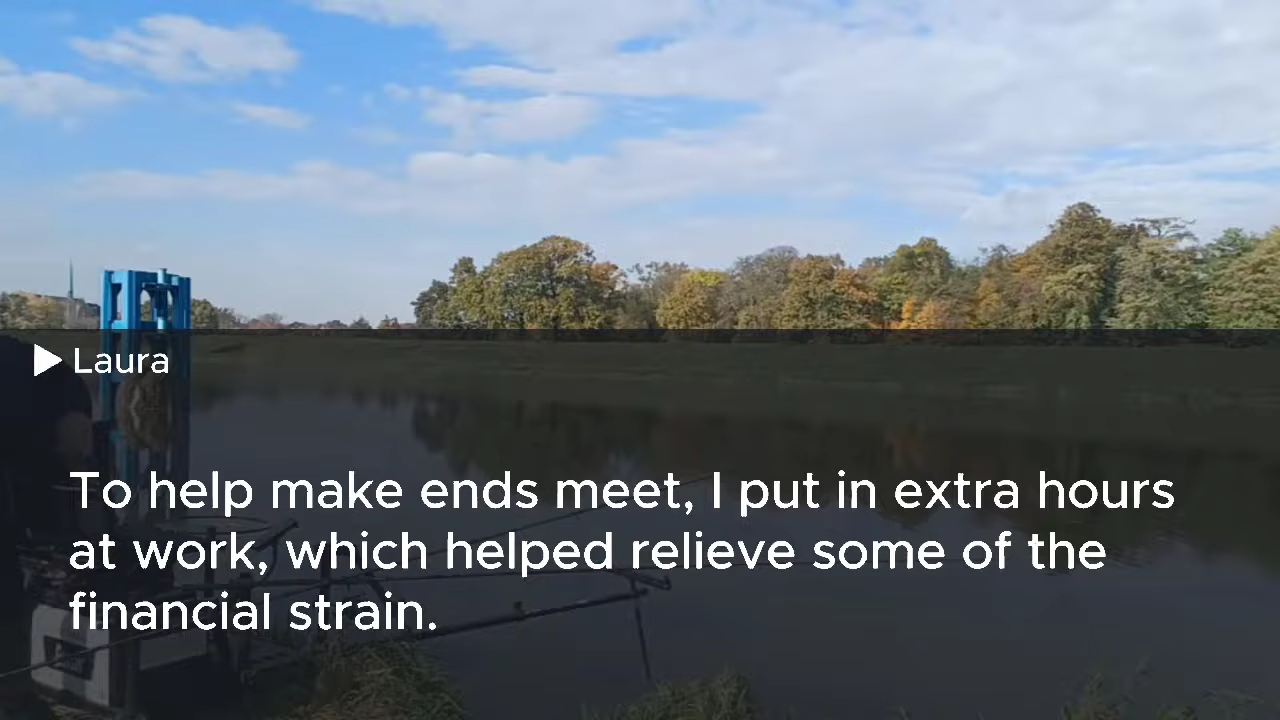 Laura
To help make ends meet, I put in extra hours
at work, which helped relieve some of the
financial strain.